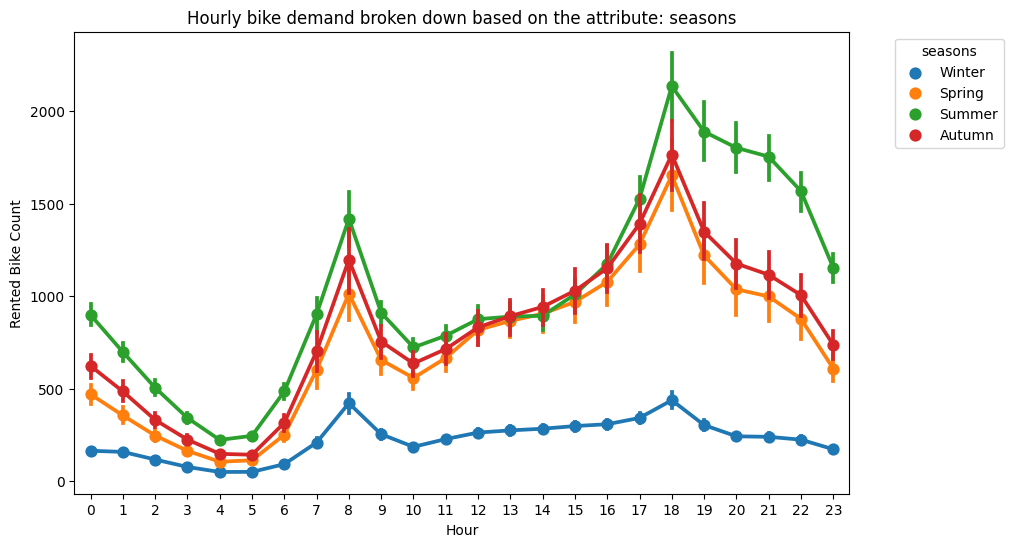 Hourly bike demand broken down based on the attribute: seasons
seasons
Winter
Spring
Summer
Autumn
Rented Bike Count
2000
1500
1000
500
0
0 1 2 3 4 5 6 7 8 9 10 11 12 13 14 15 16 17 18 19 20 21 22 23
Hour